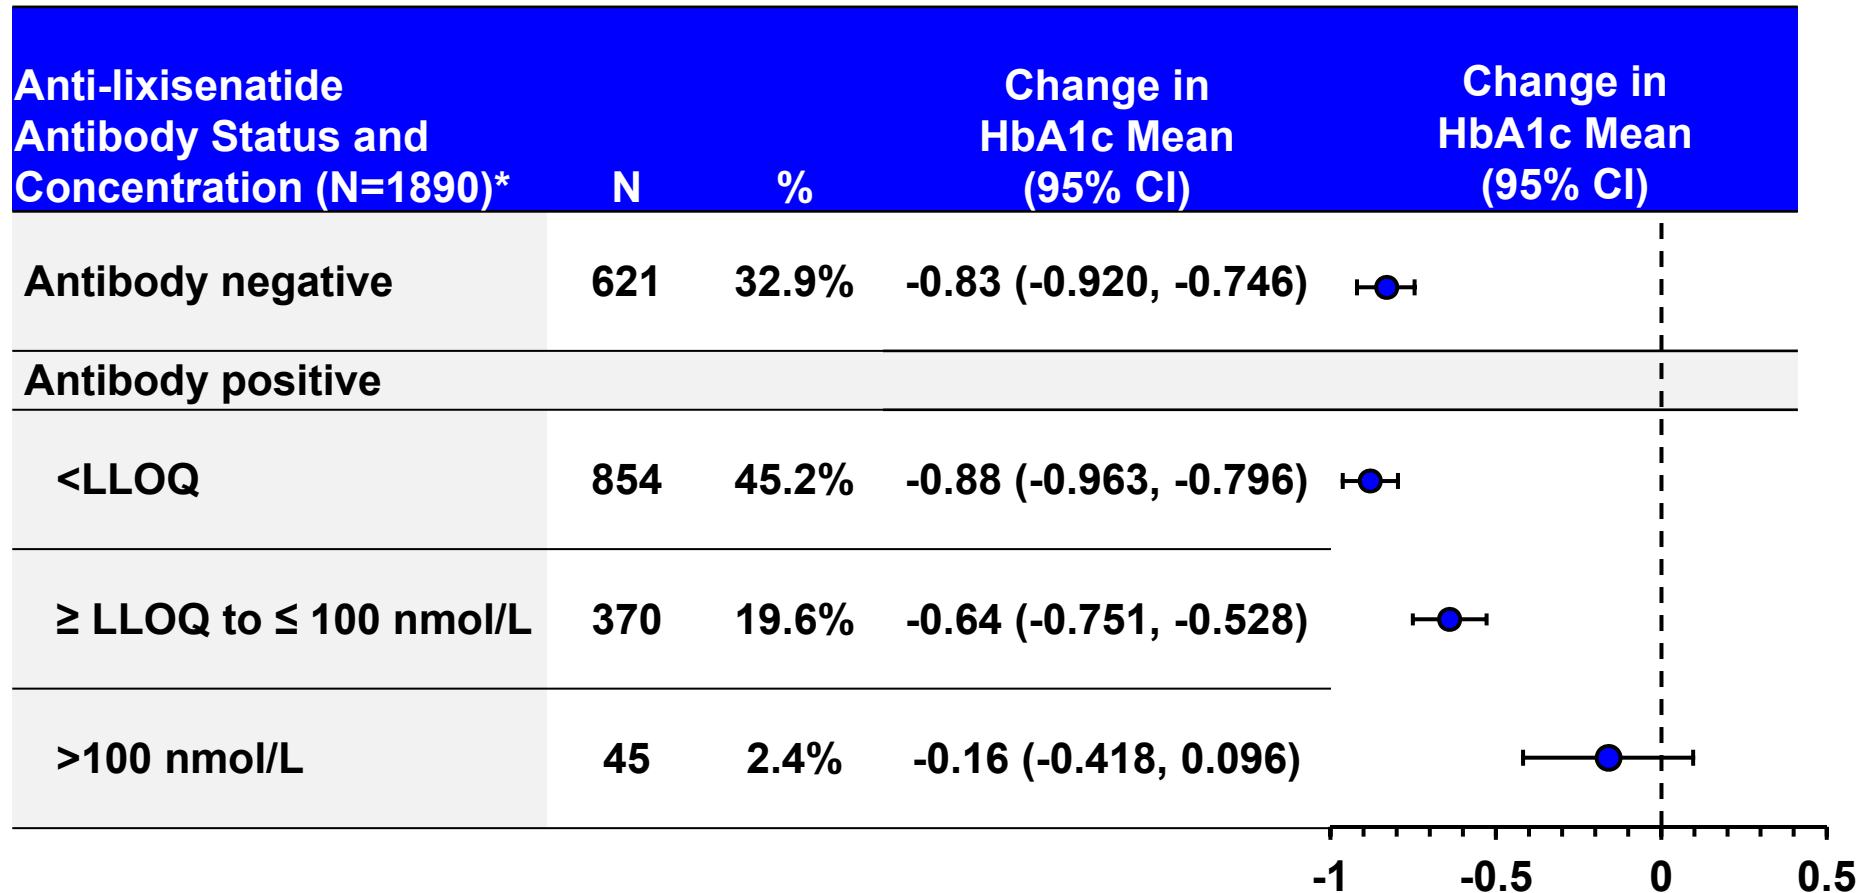 Anti-lixisenatide
Antibody Status and
Concentration (N=1890)*
N
%
Change in
HbA1c Mean
(95% CI)
Change in
HbA1c Mean
(95% CI)
Antibody negative 621 32.9% -0.83 (-0.920, -0.746)
Antibody positive
<LLOQ 854 45.2% -0.88 (-0.963, -0.796)
≥ LLOQ to ≤ 100 nmol/L 370 19.6% -0.64 (-0.751, -0.528)
>100 nmol/L 45 2.4% -0.16 (-0.418, 0.096)
-1 -0.5 0 0.5